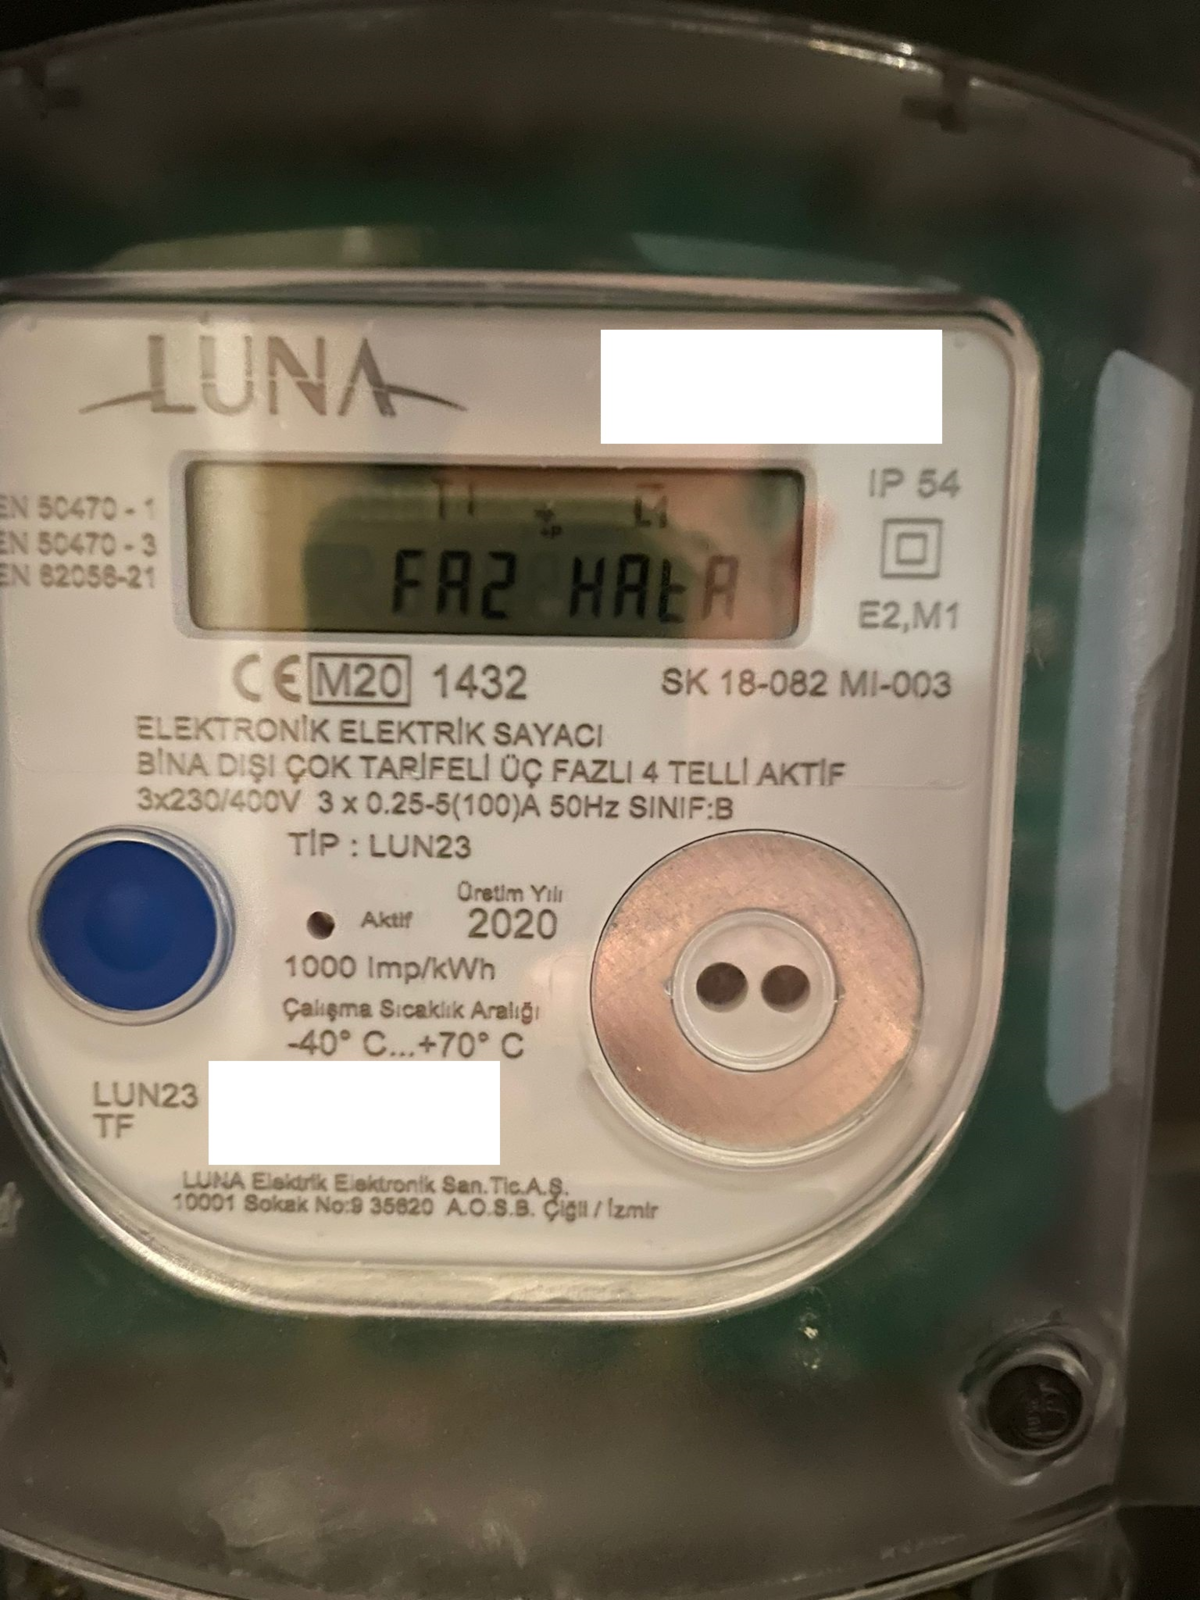 LUNA
EN 50470 - 1
EN 50470 - 3
EN 62056-21
T1
+P
FAZ HAtA
IP 54
E2,M1
CE M20 1432
SK 18-082 MI-003
ELEKTRONİK ELEKTRİK SAYACI
BİNA DIŞI ÇOK TARİFELİ ÜÇ FAZLI 4 TELLİ AKTİF
3x230/400V 3 x 0.25-5(100)A 50Hz SINIF:B
TİP : LUN23
Üretim Yılı
Aktif 2020
1000 Imp/kWh
Çalışma Sıcaklık Aralığı
-40° C...+70° C
LUN23
TF
LUNA Elektrik Elektronik San.Tic.A.Ş.
10001 Sokak No:9 35620 A.O.S.B. Çiğli / İzmir